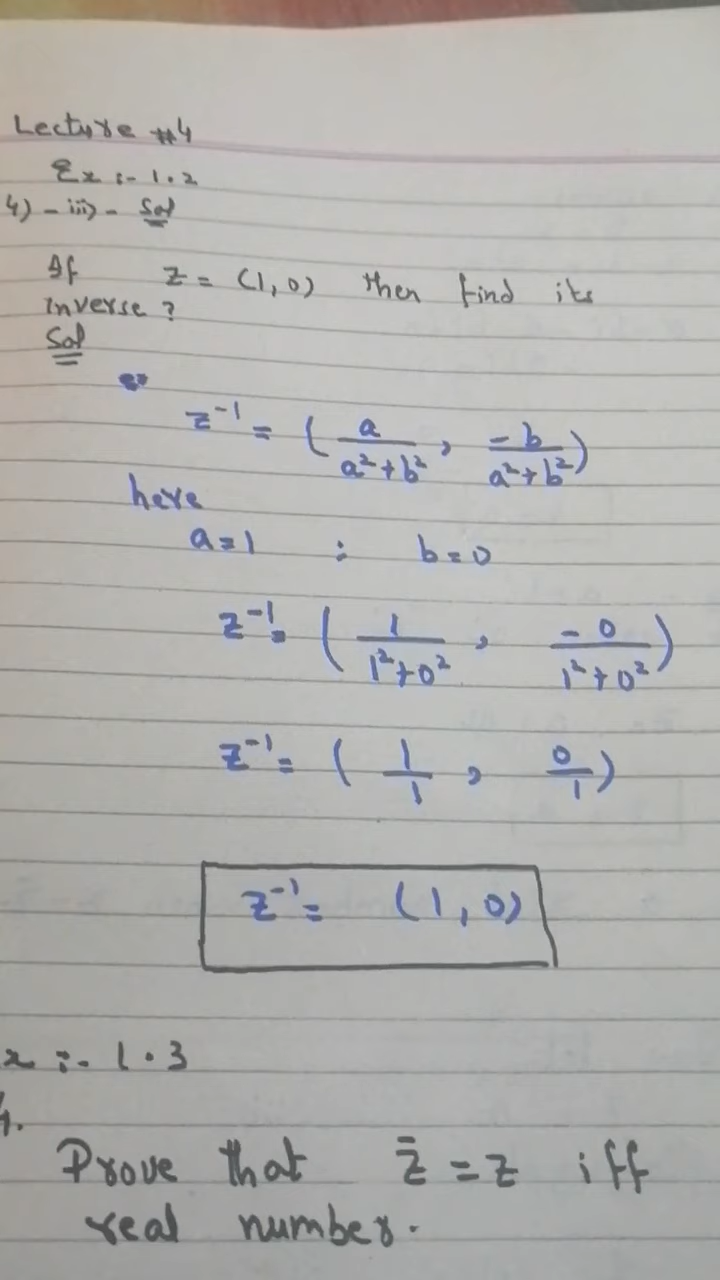 Lecture #4
Ex :- 1.2
4) - iii) - Sol
If z = (1,0) then find its
inverse ?
Sol
z⁻¹ = ( a/(a²+b²) , -b/(a²+b²) )
here
a=1 : b=0
z⁻¹ = ( 1/(1²+0²) , -0/(1²+0²) )
z⁻¹ = ( 1/1 , 0/1 )
z⁻¹ = (1,0)
x :- 1.3
4.
Prove that z̄ = z iff
real number.